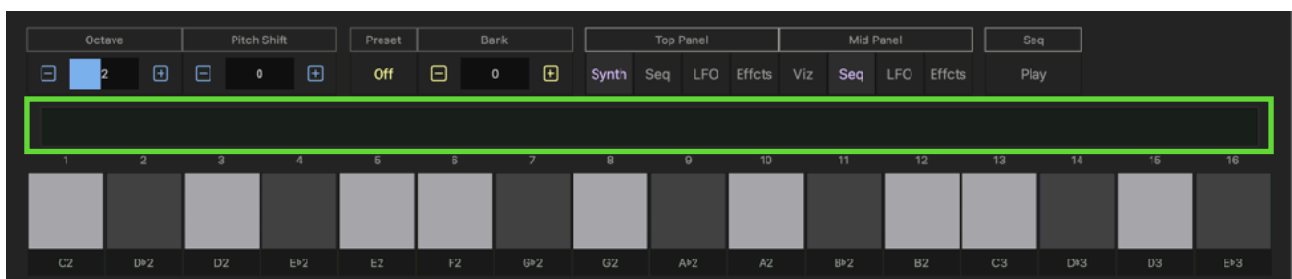 Octave Pitch Shift Preset Bank Top Panel Mid Panel Seq
− 2 + − 0 + Off − 0 + Synth Seq LFO Effcts Viz Seq LFO Effcts Play
1 2 3 4 5 6 7 8 9 10 11 12 13 14 15 16
C2 D♭2 D2 E♭2 E2 F2 G♭2 G2 A♭2 A2 B♭2 B2 C3 D♭3 D3 E♭3